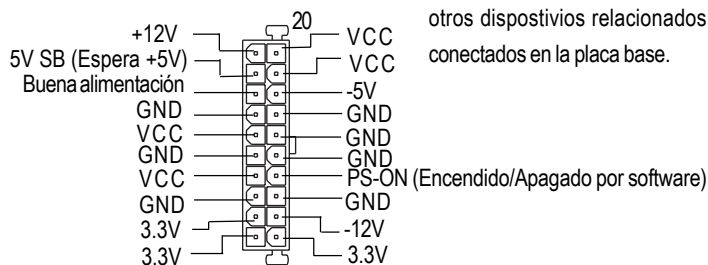 20
+12V
5V SB (Espera +5V)
Buena alimentación
GND
VCC
GND
VCC
GND
3.3V
3.3V
VCC
VCC
-5V
GND
GND
GND
PS-ON (Encendido/Apagado por software)
GND
-12V
3.3V
otros dispostivios relacionados
conectados en la placa base.